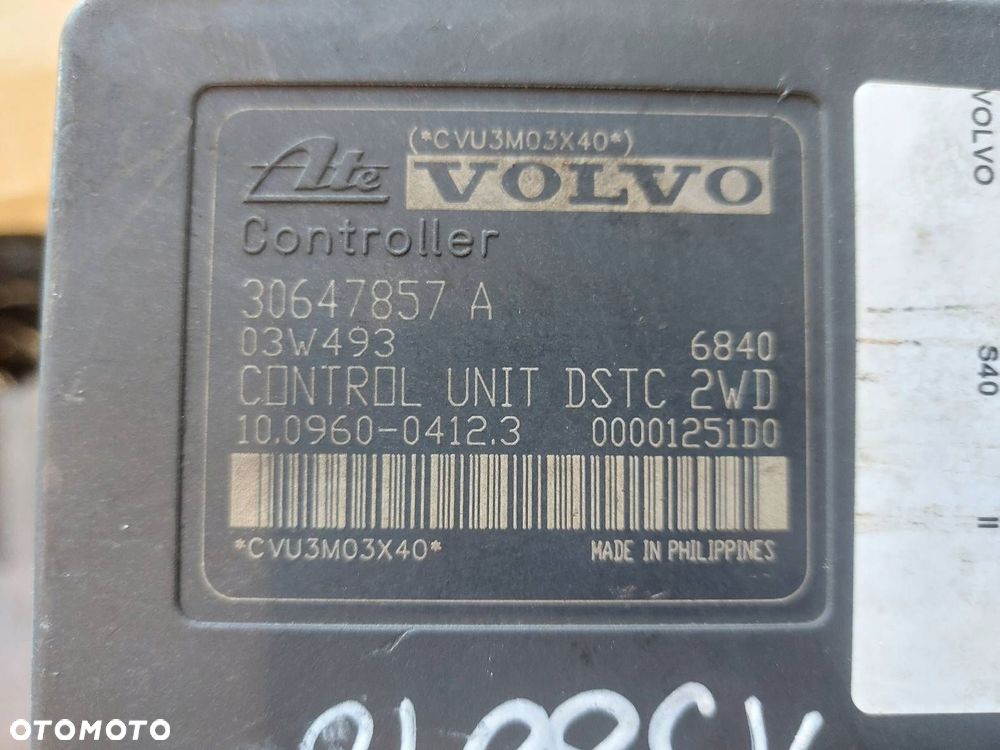 (*CVU3M03X40*)
Ate VOLVO
Controller
30647857 A
03W493 6840
CONTROL UNIT DSTC 2WD
10.0960-0412.3 00001251D0
*CVU3M03X40* MADE IN PHILIPPINES
VOLVO S40 II
OTOMOTO